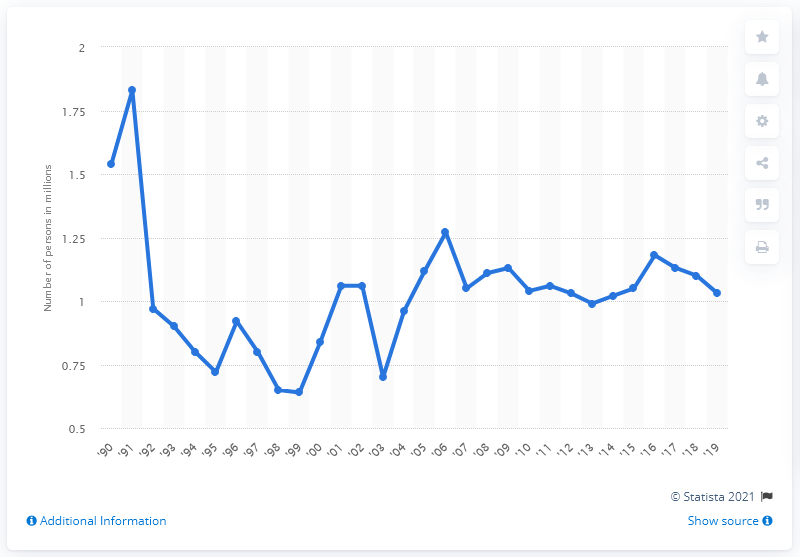 2
1.75
1.5
1.25
1
0.75
0.5
Number of persons in millions
'90 '91 '92 '93 '94 '95 '96 '97 '98 '99 '00 '01 '02 '03 '04 '05 '06 '07 '08 '09 '10 '11 '12 '13 '14 '15 '16 '17 '18 '19
© Statista 2021
Additional Information
Show source